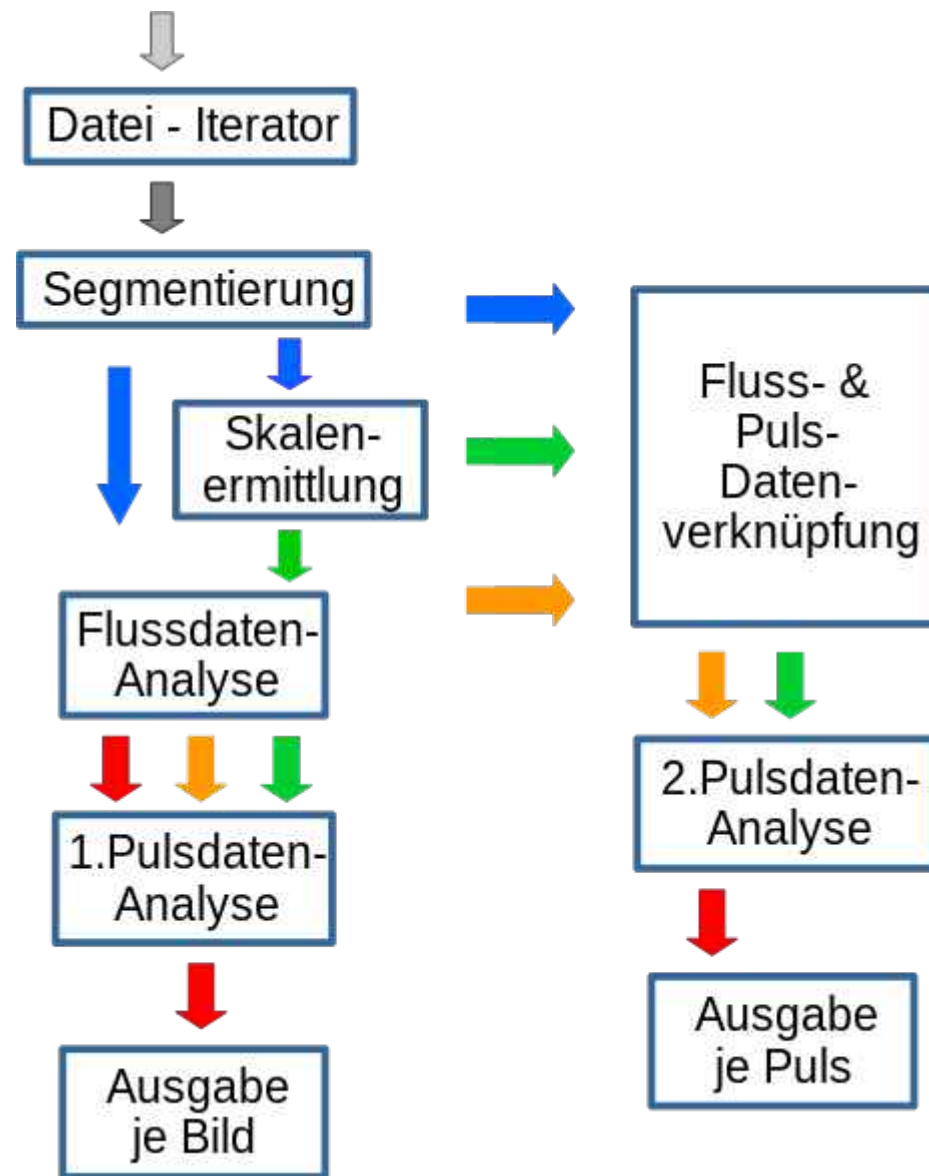 Datei - Iterator
Segmentierung
Skalen-
ermittlung
Flussdaten-
Analyse
1.Pulsdaten-
Analyse
Ausgabe
je Bild
Fluss- &
Puls-
Daten-
verknüpfung
2.Pulsdaten-
Analyse
Ausgabe
je Puls